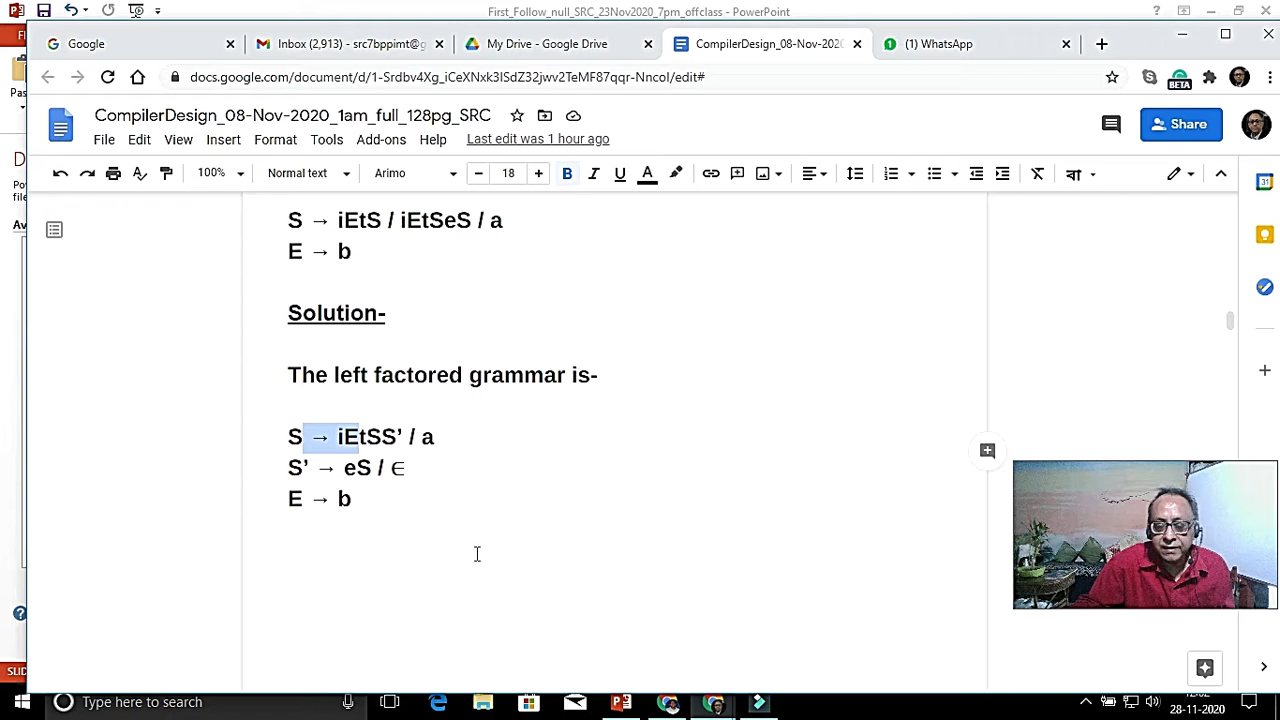 First_Follow_null_SRC_23Nov2020_7pm_offclass - PowerPoint
Google
Inbox (2,913) - src7bppimt@g
My Drive - Google Drive
CompilerDesign_08-Nov-2020
(1) WhatsApp
docs.google.com/document/d/1-Srdbv4Xg_iCeXNxk3ISdZ32jwv2TeMF87qqr-Nncol/edit#
BETA
CompilerDesign_08-Nov-2020_1am_full_128pg_SRC
File Edit View Insert Format Tools Add-ons Help Last edit was 1 hour ago
Share
100% Normal text Arimo 18 B I U A
S → iEtS / iEtSeS / a
E → b
Solution-
The left factored grammar is-
S → iEtSS’ / a
S’ → eS / ∈
E → b
Type here to search
28-11-2020